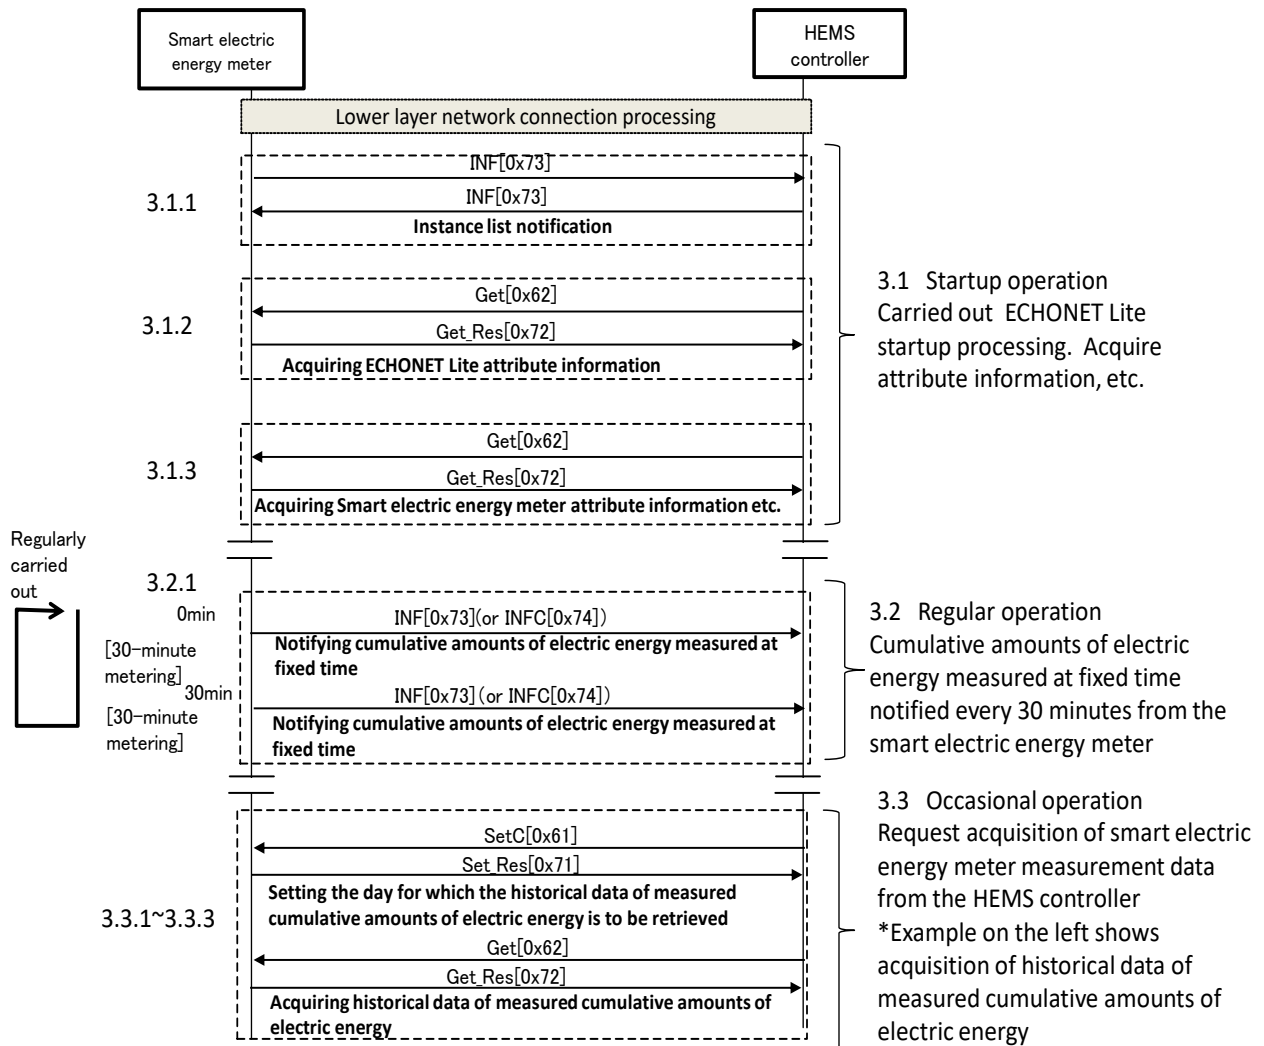 Smart electric
energy meter
HEMS
controller
Lower layer network connection processing
3.1.1
INF[0x73]
INF[0x73]
Instance list notification
3.1.2
Get[0x62]
Get_Res[0x72]
Acquiring ECHONET Lite attribute information
3.1.3
Get[0x62]
Get_Res[0x72]
Acquiring Smart electric energy meter attribute information etc.
3.1 Startup operation
Carried out ECHONET Lite
startup processing. Acquire
attribute information, etc.
Regularly
carried
out
3.2.1
0min
[30-minute
metering]
30min
[30-minute
metering]
INF[0x73](or INFC[0x74])
Notifying cumulative amounts of electric energy measured at
fixed time
INF[0x73](or INFC[0x74])
Notifying cumulative amounts of electric energy measured at
fixed time
3.2 Regular operation
Cumulative amounts of electric
energy measured at fixed time
notified every 30 minutes from the
smart electric energy meter
3.3.1~3.3.3
SetC[0x61]
Set_Res[0x71]
Setting the day for which the historical data of measured
cumulative amounts of electric energy is to be retrieved
Get[0x62]
Get_Res[0x72]
Acquiring historical data of measured cumulative amounts of
electric energy
3.3 Occasional operation
Request acquisition of smart electric
energy meter measurement data
from the HEMS controller
*Example on the left shows
acquisition of historical data of
measured cumulative amounts of
electric energy